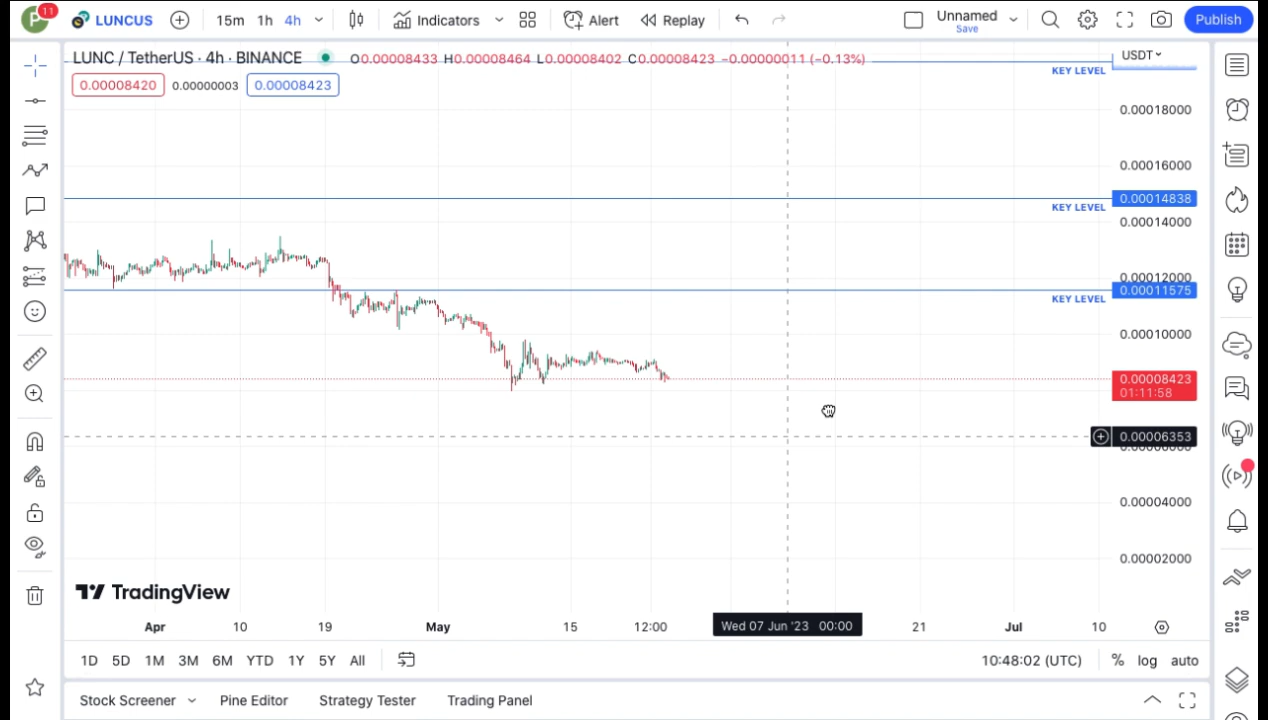 P 11 LUNCUS 15m 1h 4h Indicators Alert Replay Unnamed Save Publish
LUNC / TetherUS · 4h · BINANCE O0.00008433 H0.00008464 L0.00008402 C0.00008423 −0.00000011 (−0.13%) USDT
KEY LEVEL
0.00008420 0.00000003 0.00008423
0.00018000
0.00016000
0.00014838
KEY LEVEL
0.00014000
0.00012000
0.00011575
KEY LEVEL
0.00010000
0.00008423
01:11:58
0.00006353
0.00004000
0.00002000
TradingView
Apr 10 19 May 15 12:00 Wed 07 Jun '23 00:00 21 Jul 10
1D 5D 1M 3M 6M YTD 1Y 5Y All 10:48:02 (UTC) % log auto
Stock Screener Pine Editor Strategy Tester Trading Panel